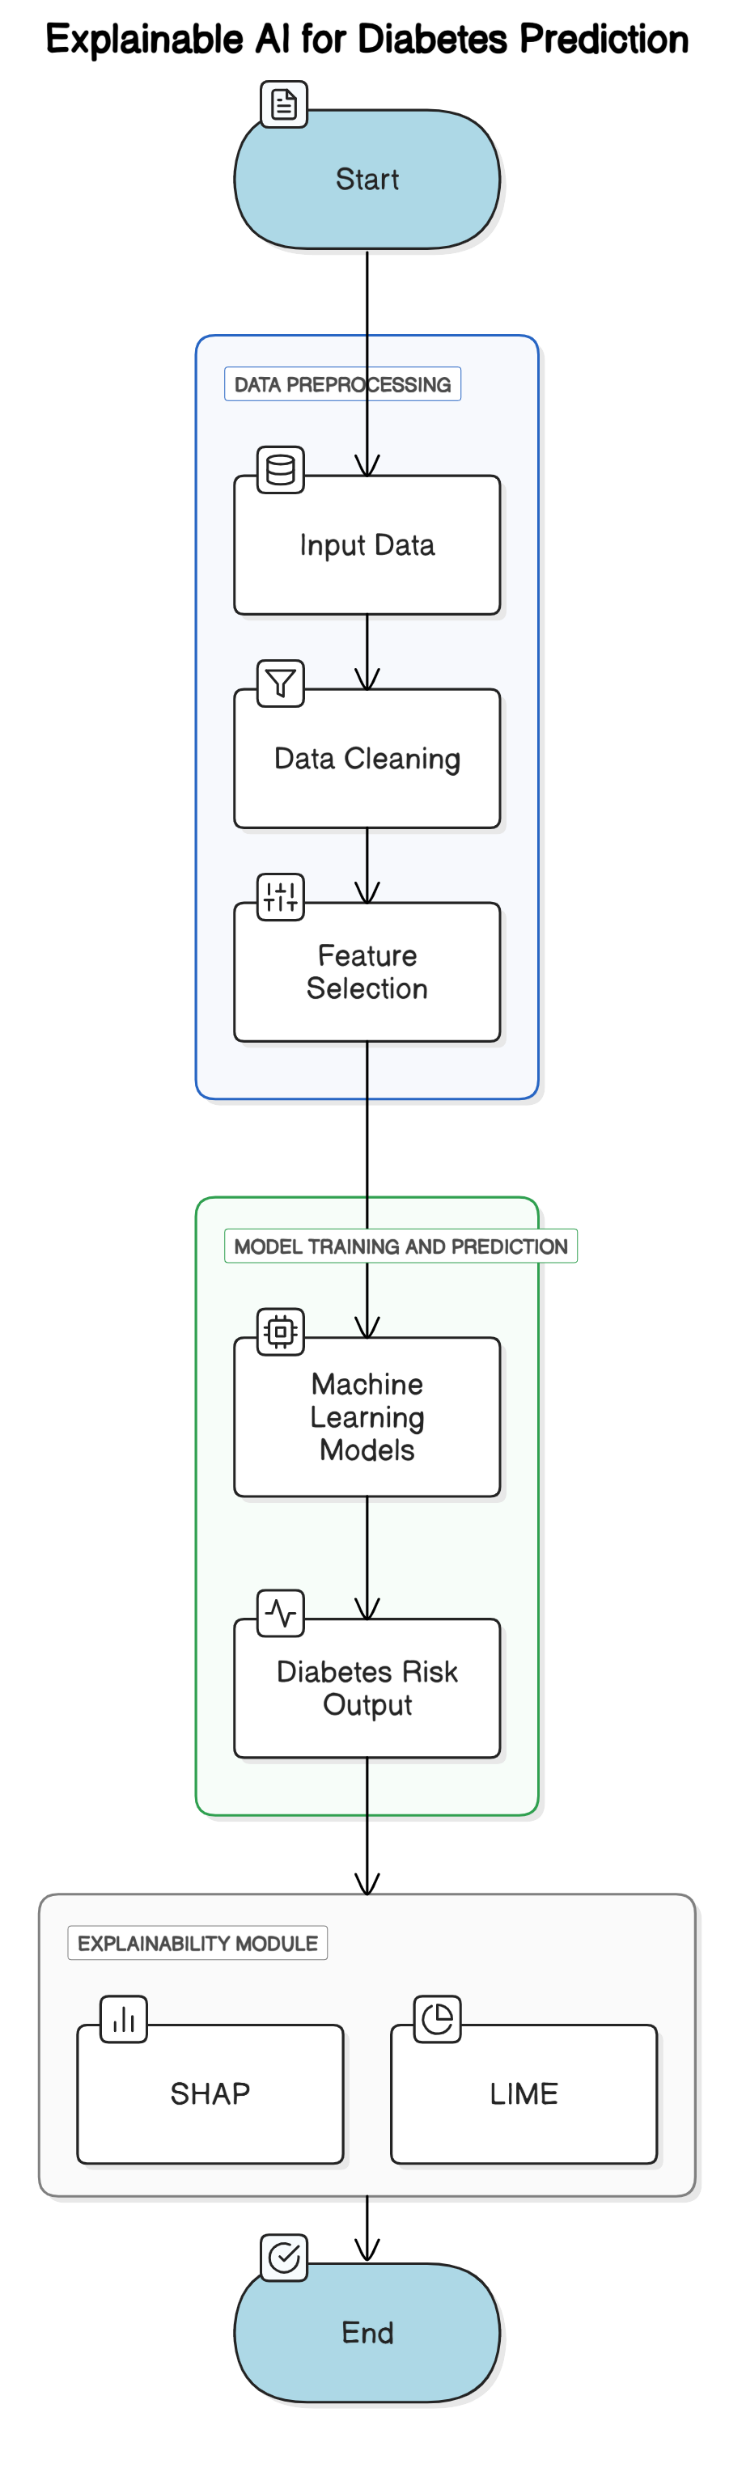 Explainable AI for Diabetes Prediction
Start
DATA PREPROCESSING
Input Data
Data Cleaning
Feature
Selection
MODEL TRAINING AND PREDICTION
Machine
Learning
Models
Diabetes Risk
Output
EXPLAINABILITY MODULE
SHAP
LIME
End